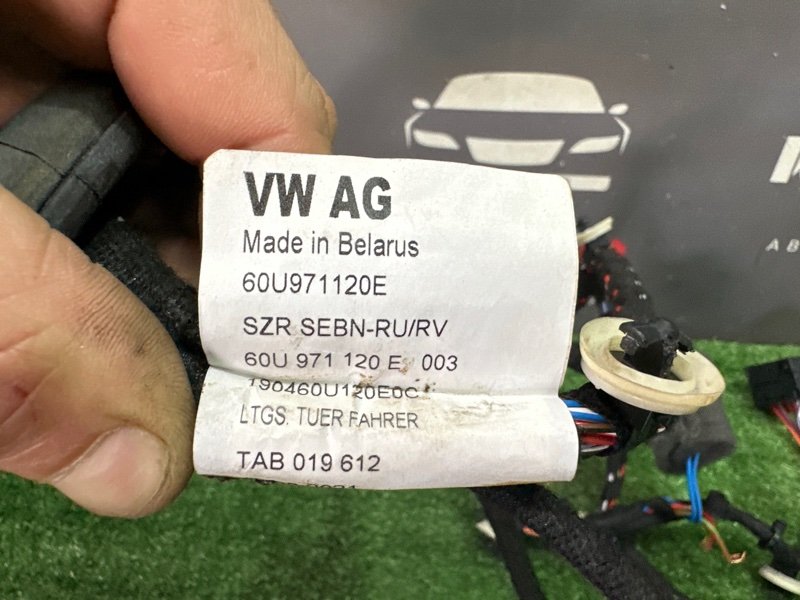 VW AG
Made in Belarus
60U971120E
SZR SEBN-RU/RV
60U 971 120 E 003
190460U120E0C
LTGS. TUER FAHRER
TAB 019 612